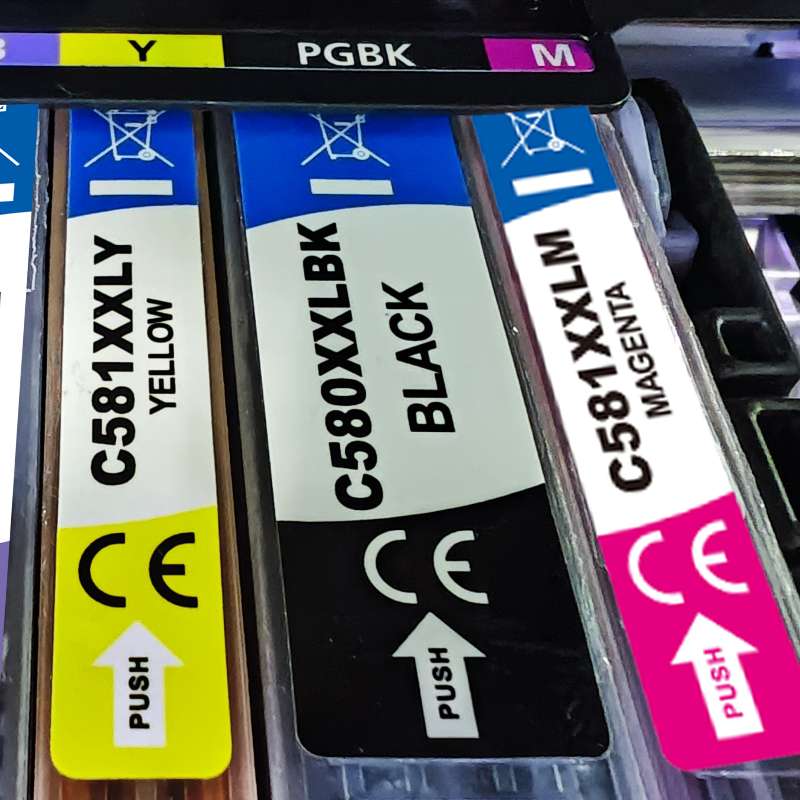 Y
PGBK
M
C581XXLY
YELLOW
CE
PUSH
C580XXLBK
BLACK
CE
PUSH
C581XXLM
MAGENTA
CE
PUSH